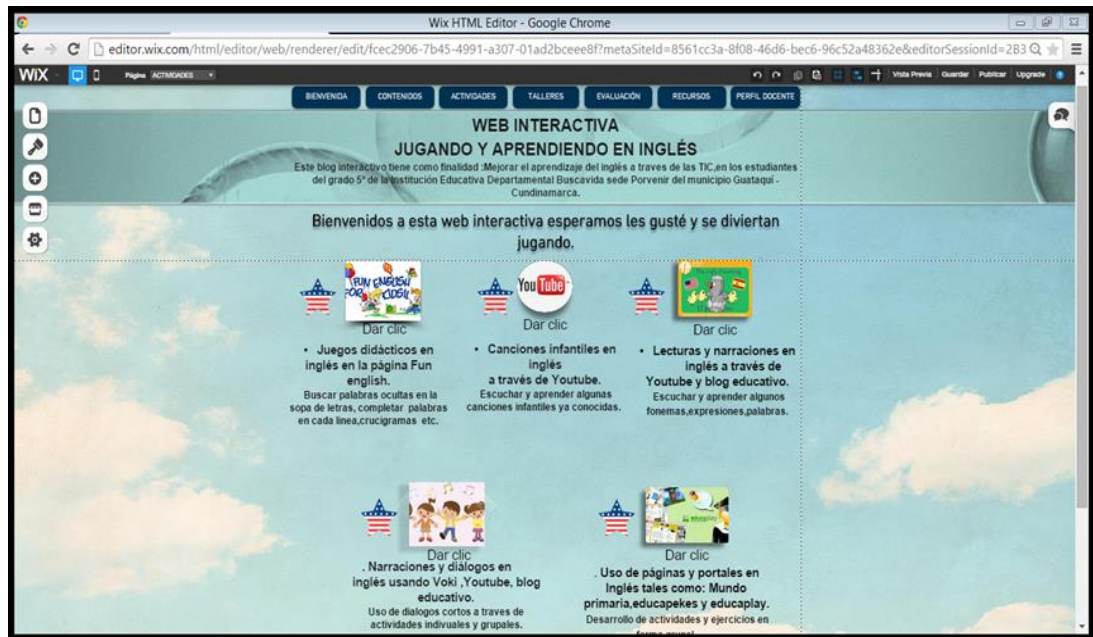 Wix HTML Editor - Google Chrome
editor.wix.com/html/editor/web/renderer/edit/fcec2906-7b45-4991-a307-01ad2bceee8f?metaSiteId=8561cc3a-8f08-46d6-bec6-96c52a48362e&editorSessionId=2B3
WiX Página ACTIVIDADES Vista Previa Guardar Publicar Upgrade
BIENVENIDA CONTENIDOS ACTIVIDADES TALLERES EVALUACIÓN RECURSOS PERFIL DOCENTE
WEB INTERACTIVA
JUGANDO Y APRENDIENDO EN INGLÉS
Este blog interactivo tiene como finalidad :Mejorar el aprendizaje del inglés a traves de las TIC,en los estudiantes
del grado 5° de la Institución Educativa Departamental Buscavida sede Porvenir del municipio Guataquí -
Cundinamarca.
Bienvenidos a esta web interactiva esperamos les gusté y se diviertan
jugando.
FUN ENGLISH
FOR KIDS!!
Dar clic
• Juegos didácticos en
inglés en la página Fun
english.
Buscar palabras ocultas en la
sopa de letras, completar palabras
en cada linea,crucigramas etc.
You Tube
Dar clic
• Canciones infantiles en
inglés
a través de Youtube.
Escuchar y aprender algunas
canciones infantiles ya conocidas.
Dar clic
• Lecturas y narraciones en
inglés a través de
Youtube y blog educativo.
Escuchar y aprender algunos
fonemas,expresiones,palabras.
Dar clic
. Narraciones y diálogos en
inglés usando Voki ,Youtube, blog
educativo.
Uso de dialogos cortos a traves de
actividades indivuales y grupales.
educaplay
Dar clic
. Uso de páginas y portales en
Inglés tales como: Mundo
primaria,educapekes y educaplay.
Desarrollo de actividades y ejercicios en